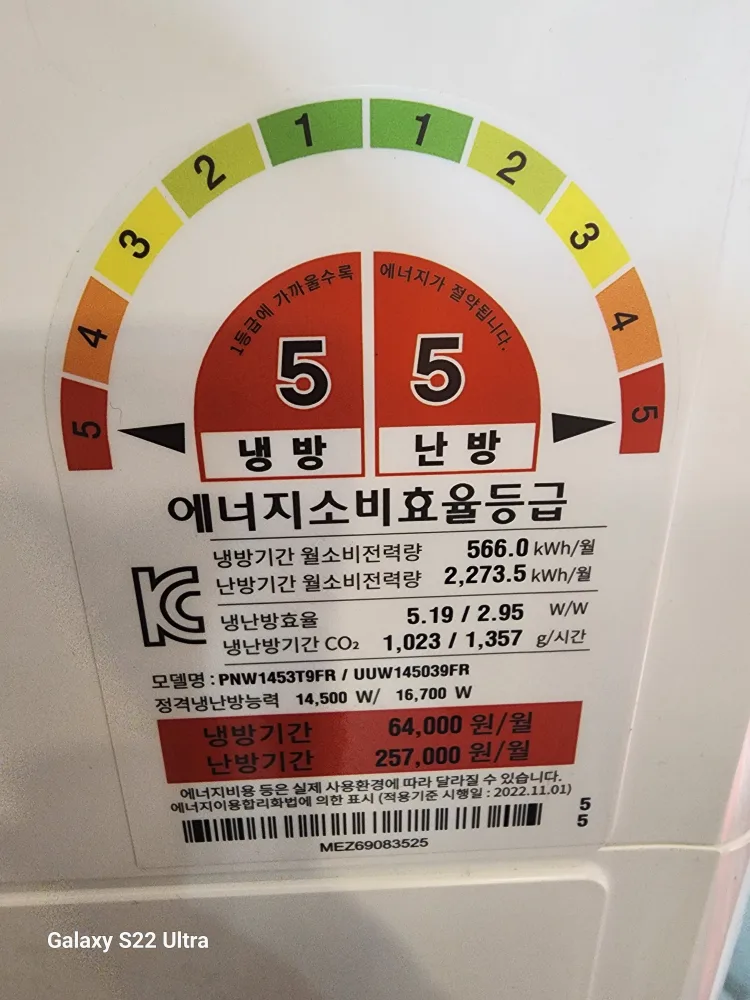 1 1
2 2
3 3
4 4
5 5
1등급에 가까울수록 에너지가 절약됩니다.
5 5
냉방 난방
에너지소비효율등급
냉방기간 월소비전력량 566.0 kWh/월
난방기간 월소비전력량 2,273.5 kWh/월
냉난방효율 5.19 / 2.95 W/W
냉난방기간 CO₂ 1,023 / 1,357 g/시간
모델명 : PNW1453T9FR / UUW145039FR
정격냉난방능력 14,500 W/ 16,700 W
냉방기간 64,000 원/월
난방기간 257,000 원/월
에너지비용 등은 실제 사용환경에 따라 달라질 수 있습니다.
에너지이용합리화법에 의한 표시 (적용기준 시행일 : 2022.11.01)
5
5
MEZ69083525
Galaxy S22 Ultra